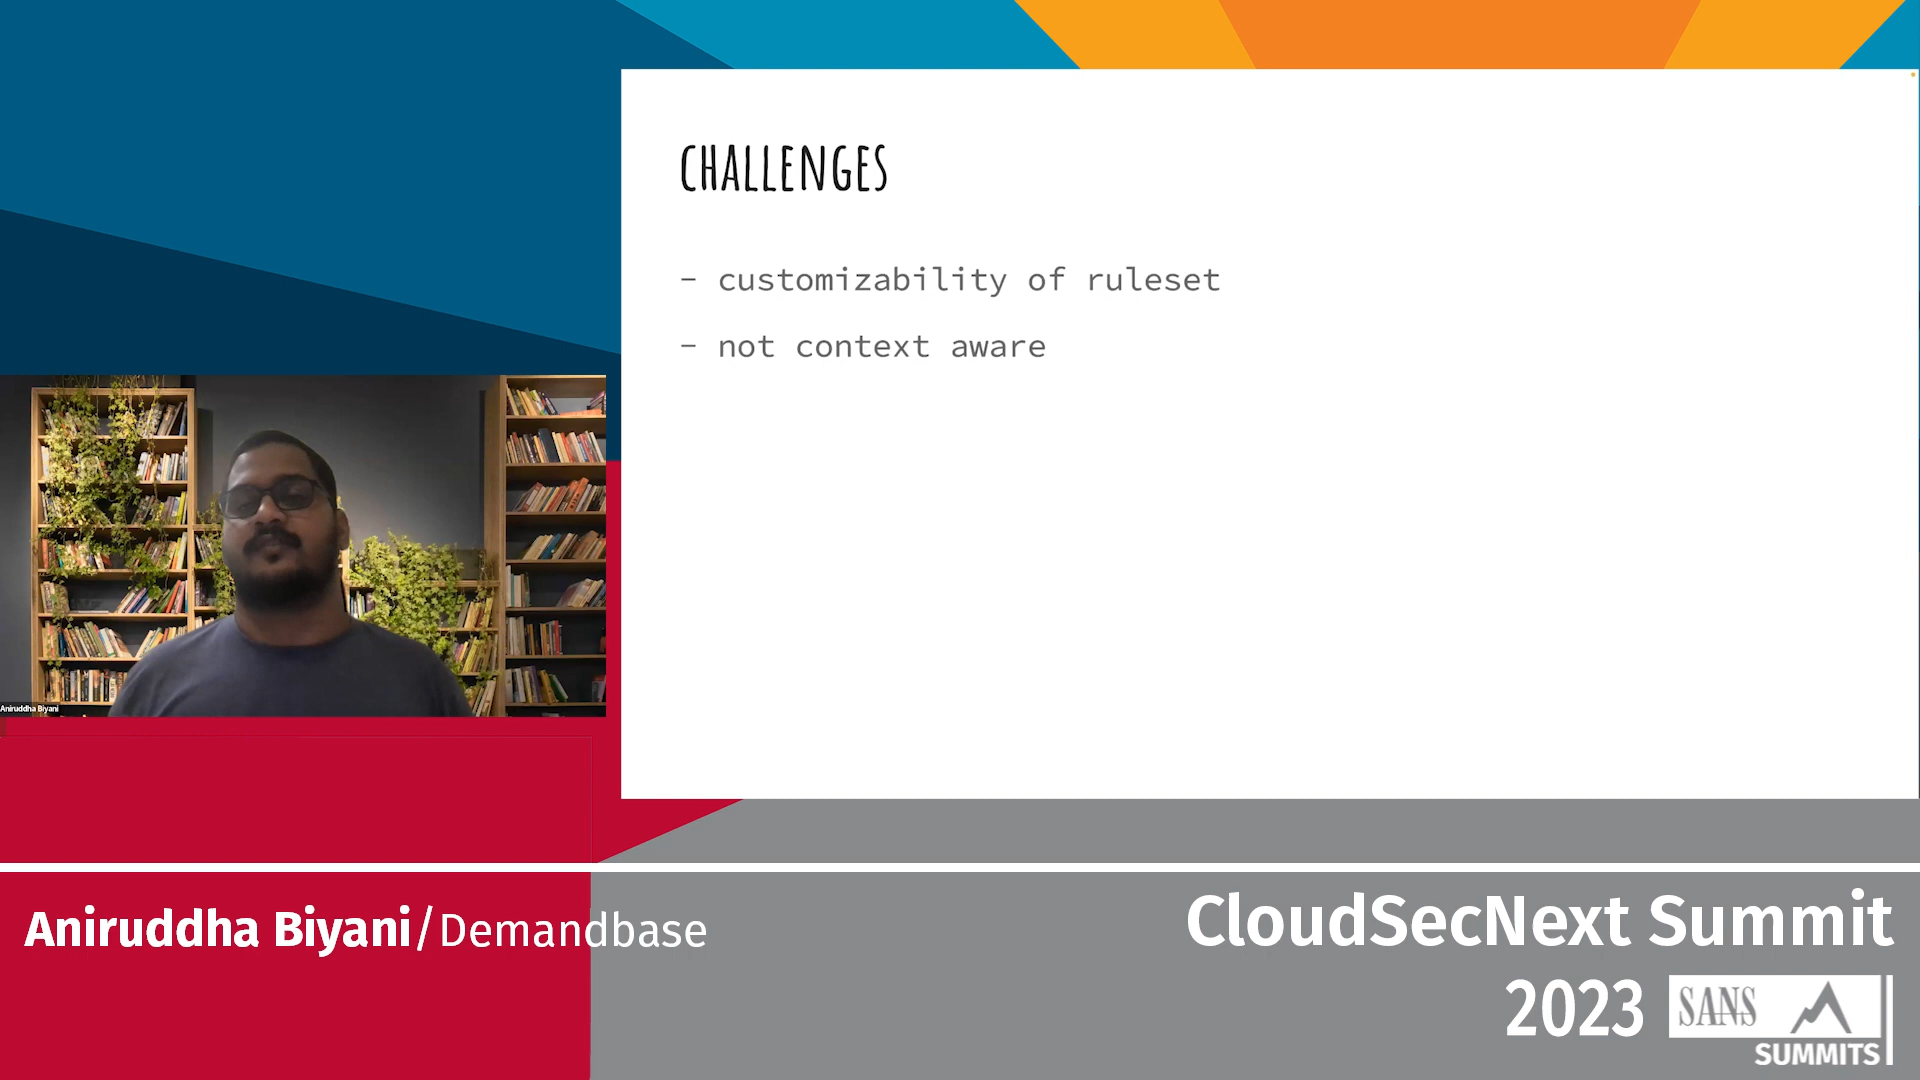 CHALLENGES
- customizability of ruleset
- not context aware
Aniruddha Biyani
Aniruddha Biyani/Demandbase
CloudSecNext Summit
2023
SANS
SUMMITS